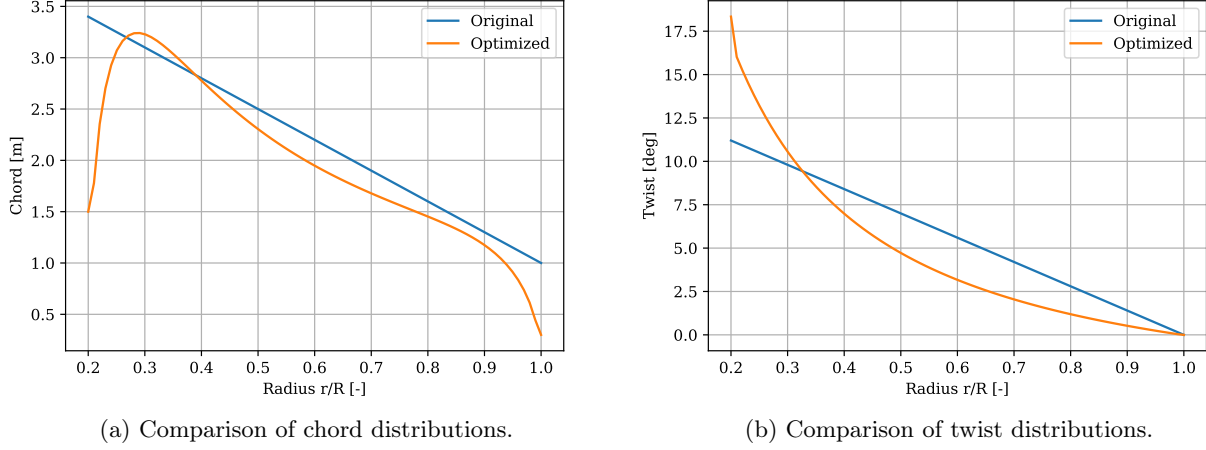 3.5
3.0
2.5
2.0
1.5
1.0
0.5
Chord [m]
0.2 0.3 0.4 0.5 0.6 0.7 0.8 0.9 1.0
Radius r/R [-]
Original
Optimized
(a) Comparison of chord distributions.
17.5
15.0
12.5
10.0
7.5
5.0
2.5
0.0
Twist [deg]
0.2 0.3 0.4 0.5 0.6 0.7 0.8 0.9 1.0
Radius r/R [-]
Original
Optimized
(b) Comparison of twist distributions.